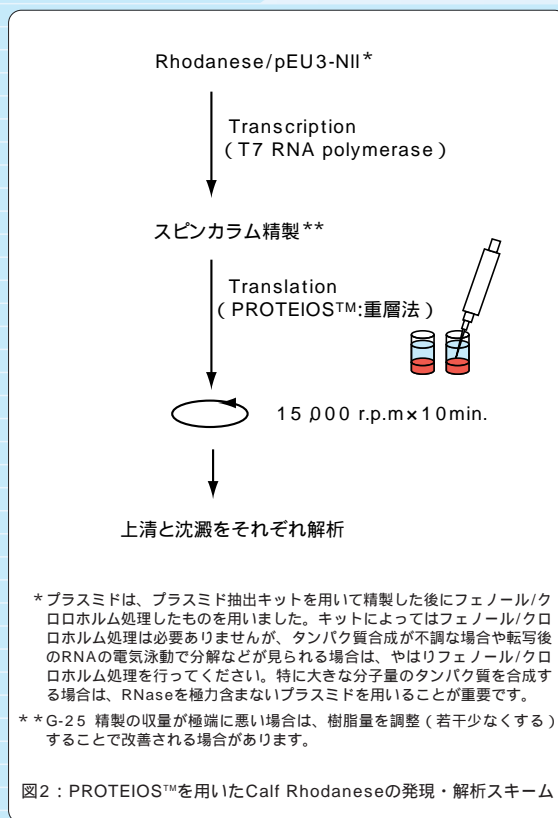 Rhodanese/pEU3-NII*
Transcription
(T7 RNA polymerase)
スピンカラム精製**
Translation
(PROTEIOS™:重層法)
15,000 r.p.m×10min.
上清と沈澱をそれぞれ解析
*プラスミドは、プラスミド抽出キットを用いて精製した後にフェノール/ク
ロロホルム処理したものを用いました。キットによってはフェノール/クロ
ロホルム処理は必要ありませんが、タンパク質合成が不調な場合や転写後
のRNAの電気泳動で分解などが見られる場合は、やはりフェノール/クロ
ロホルム処理を行ってください。特に大きな分子量のタンパク質を合成す
る場合は、RNaseを極力含まないプラスミドを用いることが重要です。
**G-25 精製の収量が極端に悪い場合は、樹脂量を調整(若干少なくする)
することで改善される場合があります。
図2:PROTEIOS™を用いたCalf Rhodaneseの発現・解析スキーム